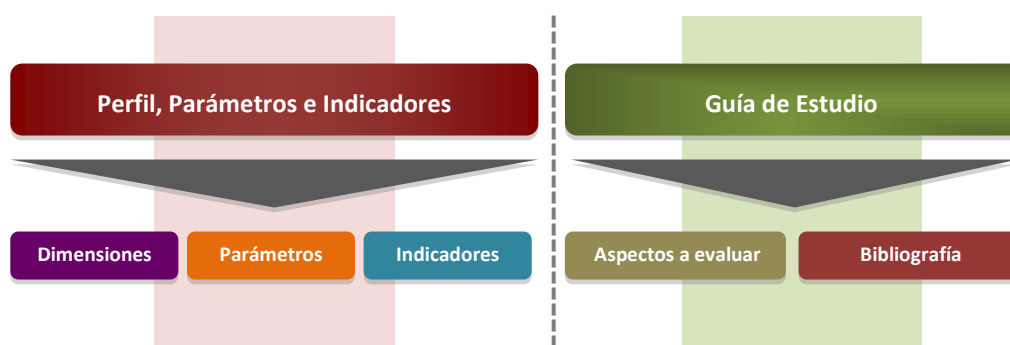 Perfil, Parámetros e Indicadores
Guía de Estudio
Dimensiones
Parámetros
Indicadores
Aspectos a evaluar
Bibliografía